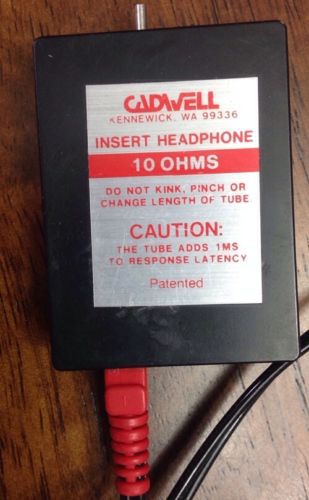 CADWELL
KENNEWICK, WA 99336
INSERT HEADPHONE
10 OHMS
DO NOT KINK, PINCH OR
CHANGE LENGTH OF TUBE
CAUTION:
THE TUBE ADDS 1MS
TO RESPONSE LATENCY
Patented